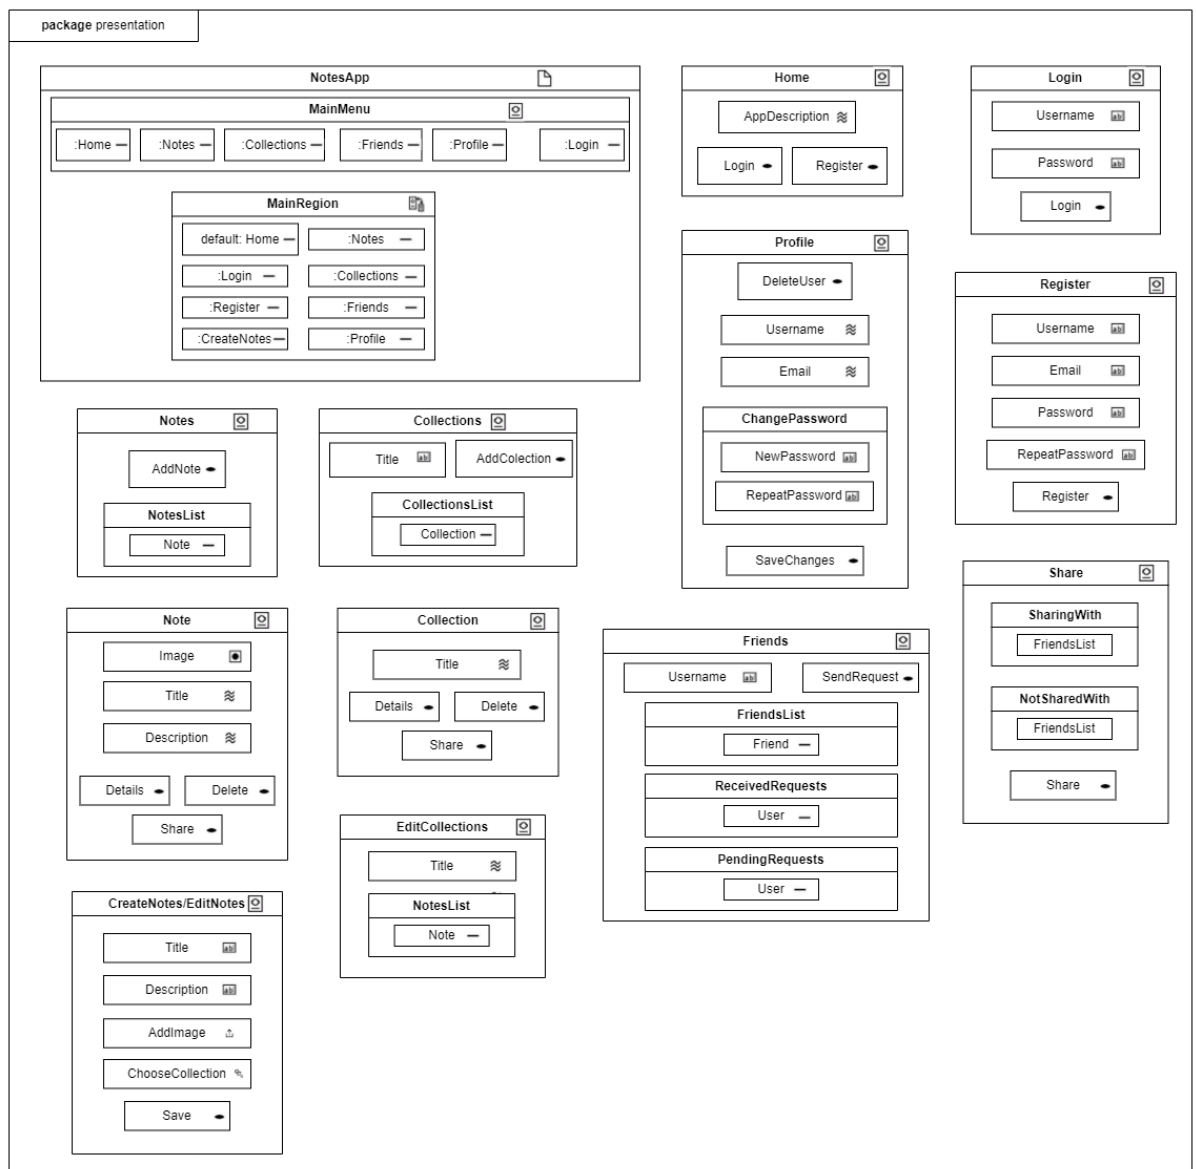 package presentation
NotesApp
MainMenu
:Home
:Notes
:Collections
:Friends
:Profile
:Login
MainRegion
default: Home
:Notes
:Login
:Collections
:Register
:Friends
:CreateNotes
:Profile
Home
AppDescription
Login
Register
Login
Username
Password
Login
Profile
DeleteUser
Username
Email
ChangePassword
NewPassword
RepeatPassword
SaveChanges
Register
Username
Email
Password
RepeatPassword
Register
Notes
AddNote
NotesList
Note
Collections
Title
AddColection
CollectionsList
Collection
Share
SharingWith
FriendsList
NotSharedWith
FriendsList
Share
Note
Image
Title
Description
Details
Delete
Share
Collection
Title
Details
Delete
Share
Friends
Username
SendRequest
FriendsList
Friend
ReceivedRequests
User
PendingRequests
User
EditCollections
Title
NotesList
Note
CreateNotes/EditNotes
Title
Description
AddImage
ChooseCollection
Save